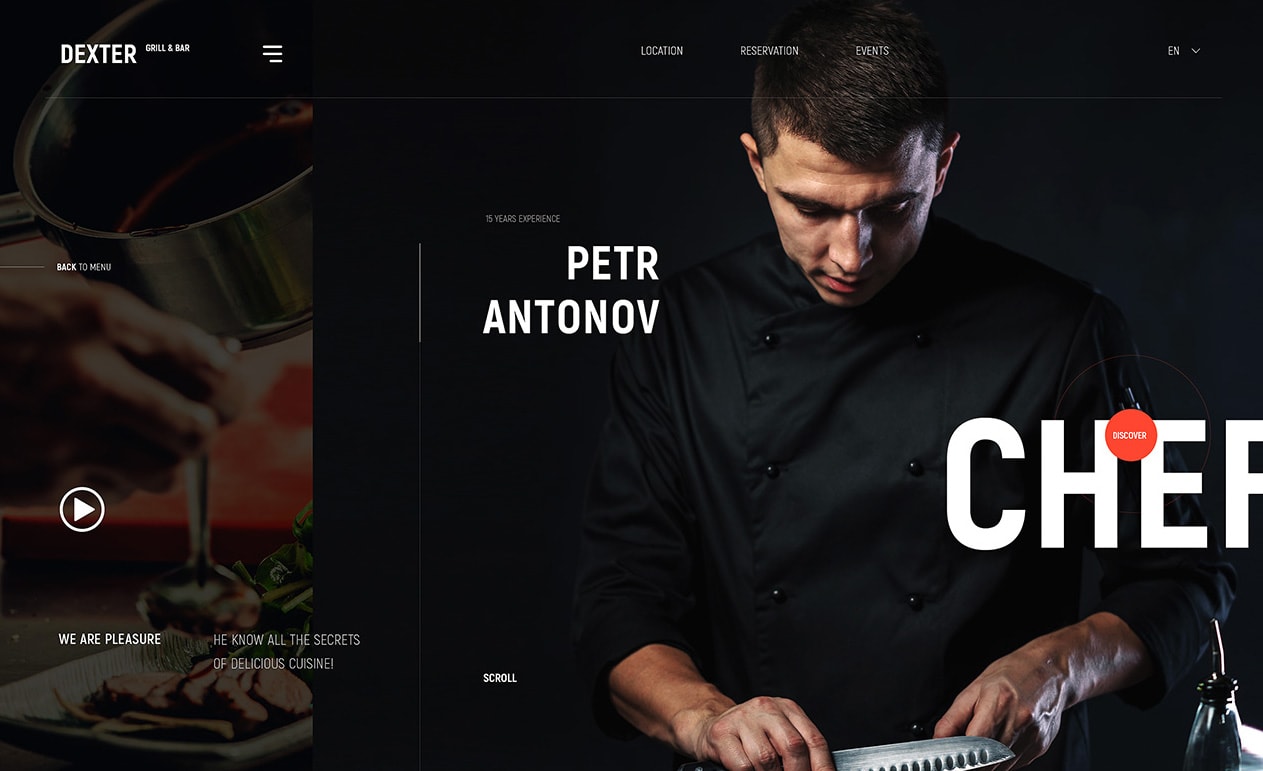 DEXTER GRILL & BAR
LOCATION
RESERVATION
EVENTS
EN
15 YEARS EXPERIENCE
PETR
ANTONOV
BACK TO MENU
CHEF
DISCOVER
WE ARE PLEASURE
HE KNOW ALL THE SECRETS
OF DELICIOUS CUISINE!
SCROLL